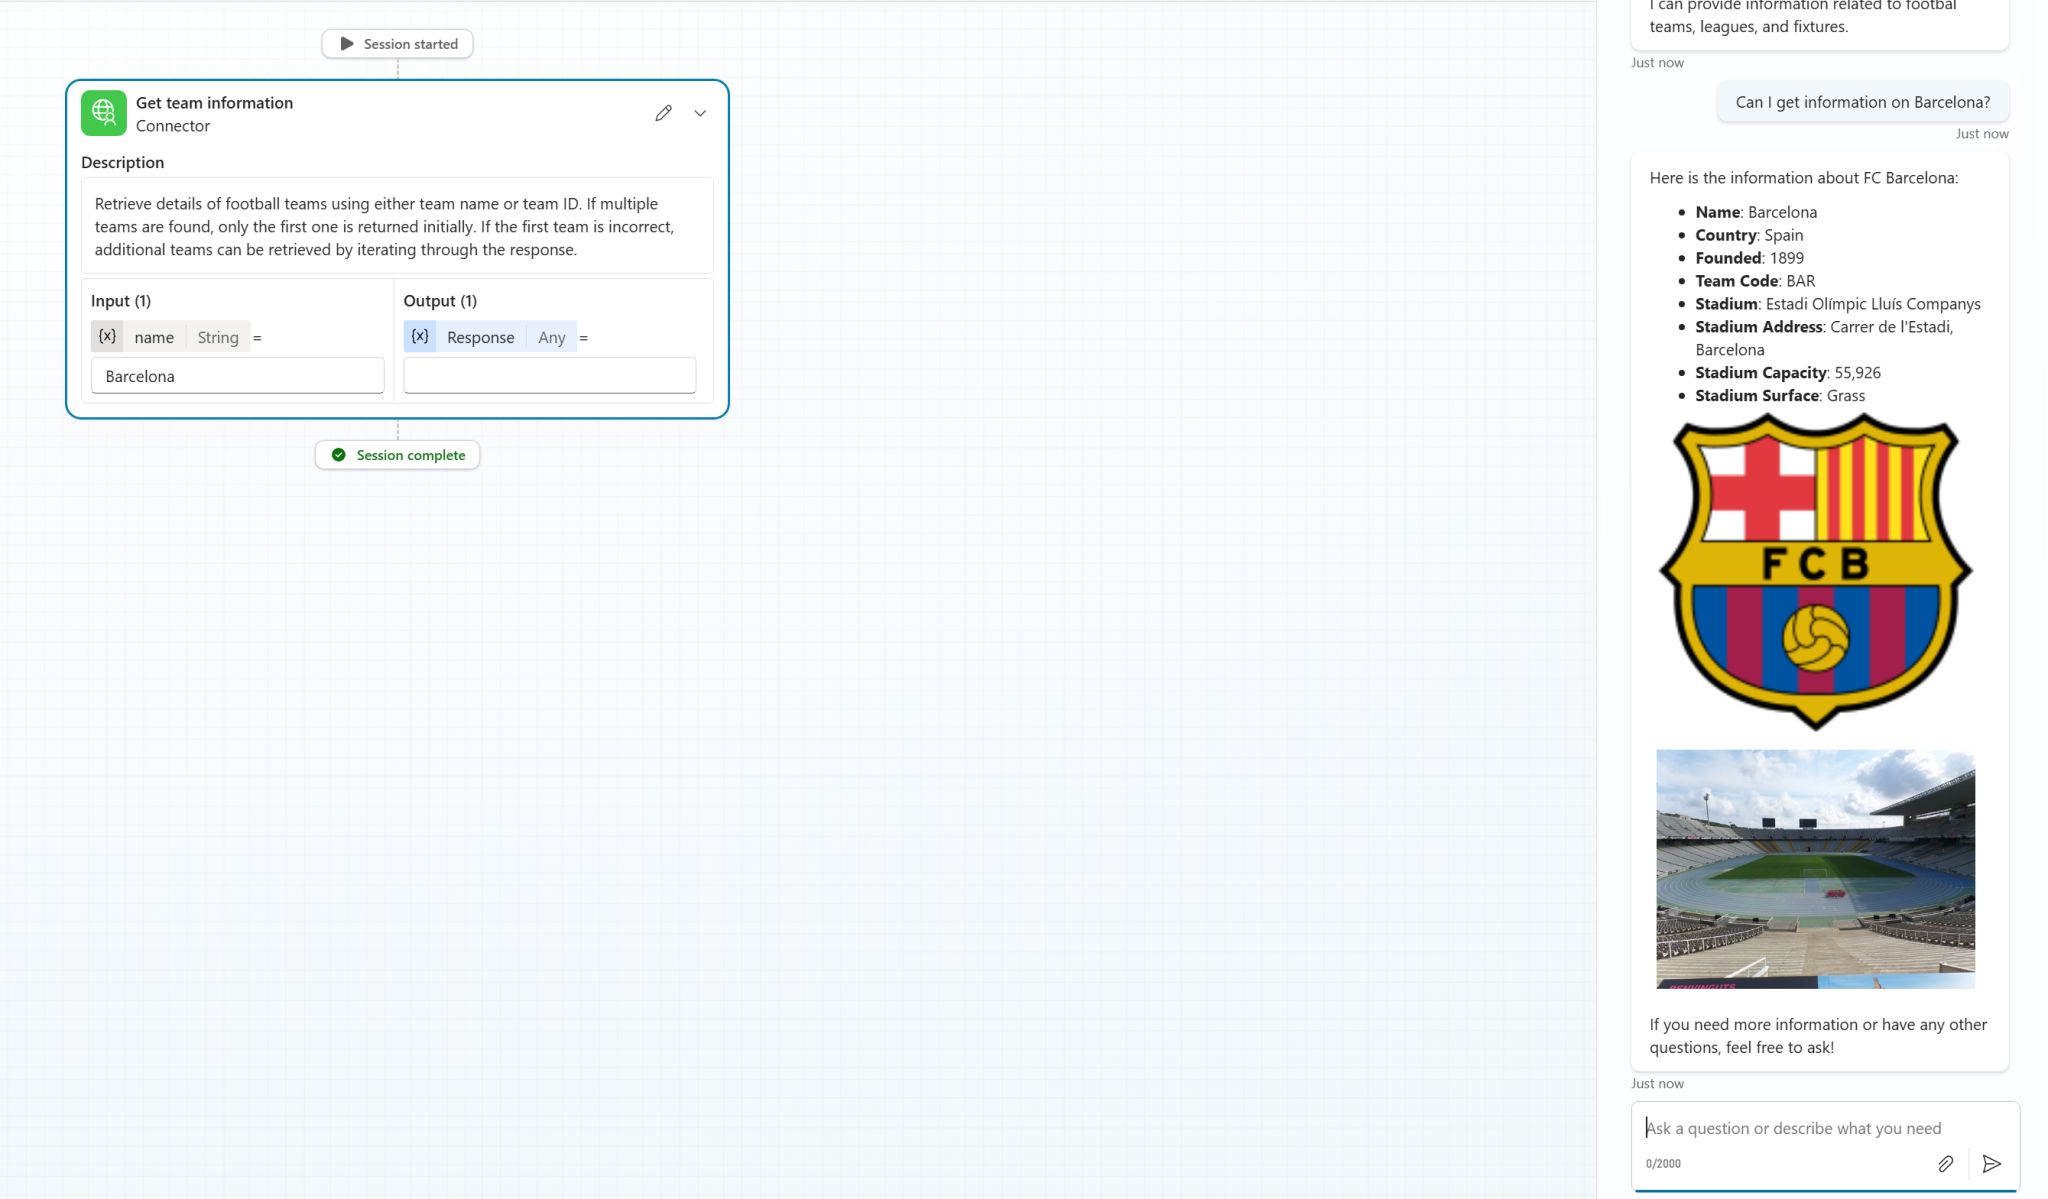 Session started
Get team information
Connector
Description
Retrieve details of football teams using either team name or team ID. If multiple
teams are found, only the first one is returned initially. If the first team is incorrect,
additional teams can be retrieved by iterating through the response.
Input (1)
{x} name String =
Barcelona
Output (1)
{x} Response Any =
Session complete
I can provide information related to footbal
teams, leagues, and fixtures.
Just now
Can I get information on Barcelona?
Just now
Here is the information about FC Barcelona:
• Name: Barcelona
• Country: Spain
• Founded: 1899
• Team Code: BAR
• Stadium: Estadi Olímpic Lluís Companys
• Stadium Address: Carrer de l'Estadi,
Barcelona
• Stadium Capacity: 55,926
• Stadium Surface: Grass
FCB
BENVINGUTS
If you need more information or have any other
questions, feel free to ask!
Just now
Ask a question or describe what you need
0/2000